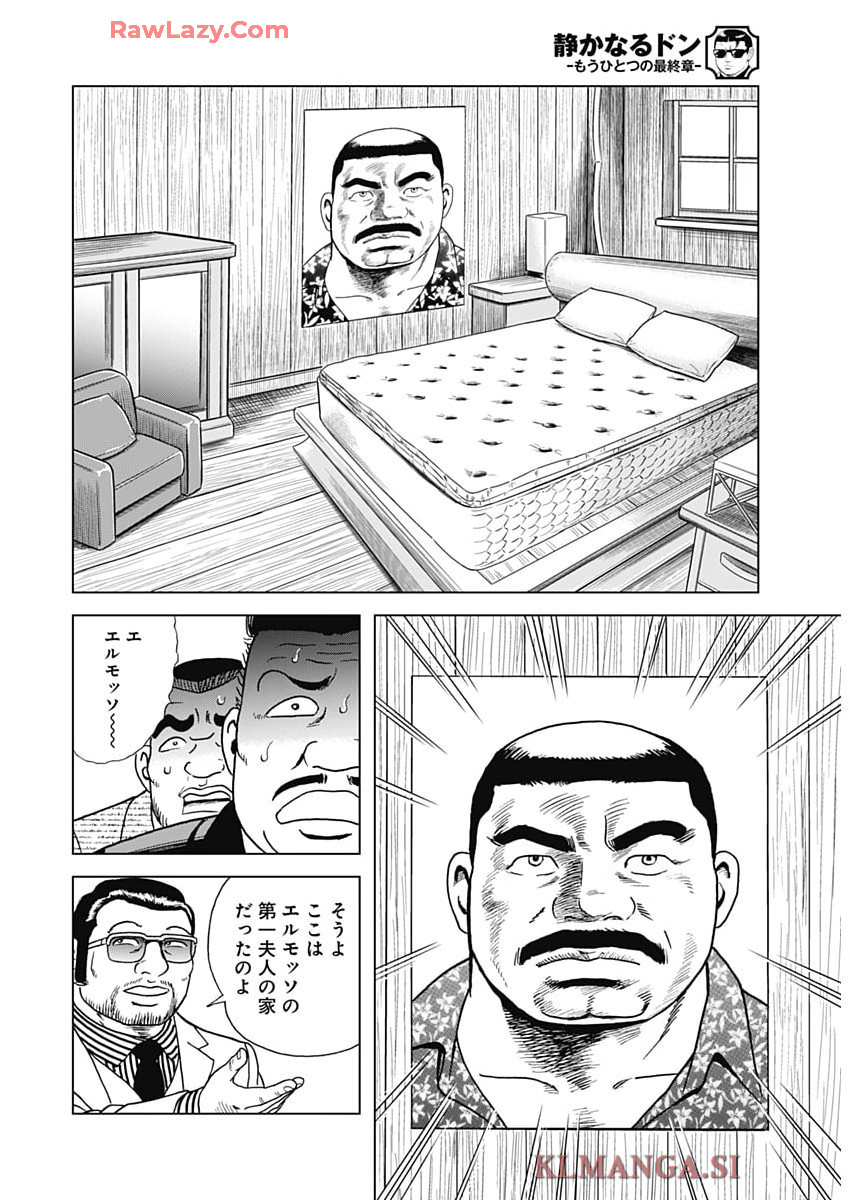 RawLazy.Com
静かなるドン
-もうひとつの最終章-
エ
エルモッソ〜〜
そうよ
ここは
エルモッソの
第一夫人の家
だったのよ
KLMANGA.SI